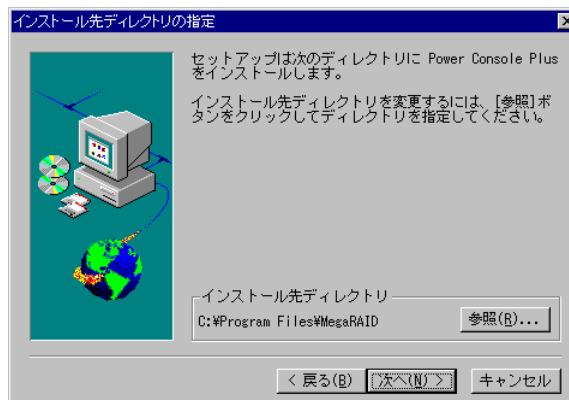 インストール先ディレクトリの指定
セットアップは次のディレクトリに Power Console Plus
をインストールします。
インストール先ディレクトリを変更するには、[参照]ボ
タンをクリックしてディレクトリを指定してください。
インストール先ディレクトリ
C:¥Program Files¥MegaRAID
参照(R)...
< 戻る(B)
次へ(N) >
キャンセル